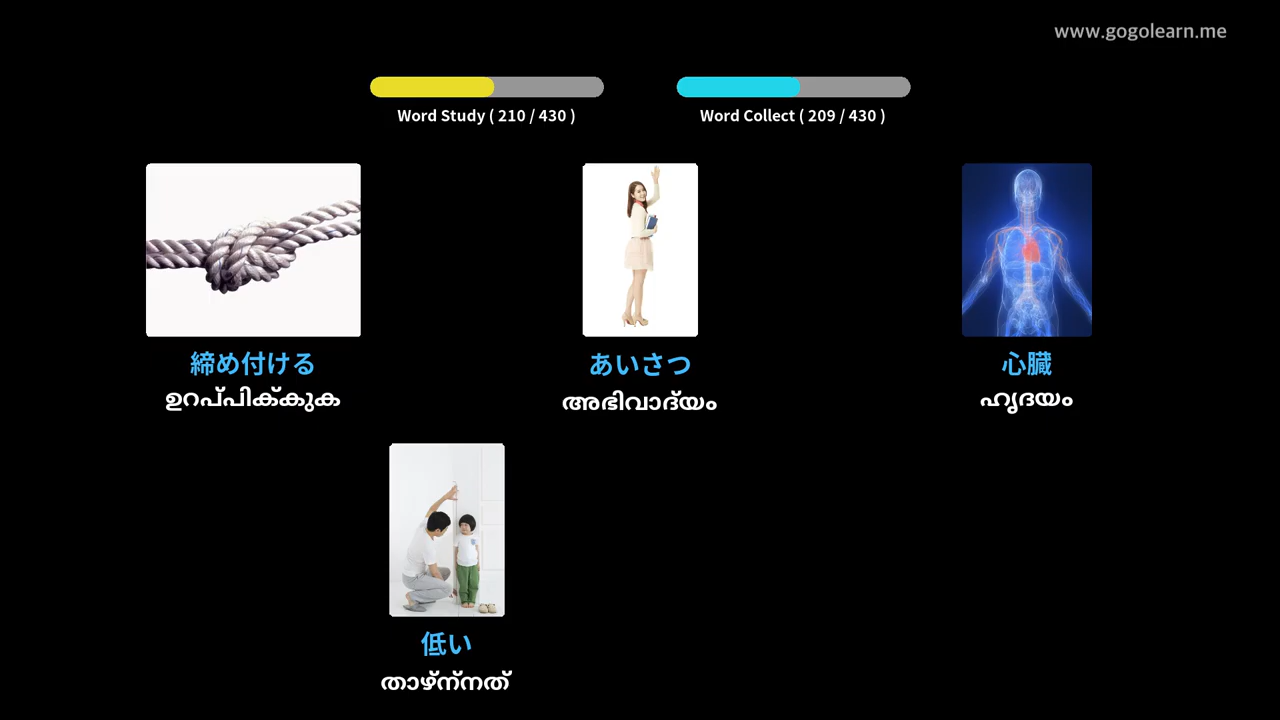 www.gogolearn.me
Word Study ( 210 / 430 )
Word Collect ( 209 / 430 )
締め付ける
ഉറപ്പിക്കുക
あいさつ
അഭിവാദ്യം
心臓
ഹൃദയം
低い
താഴ്ന്നത്